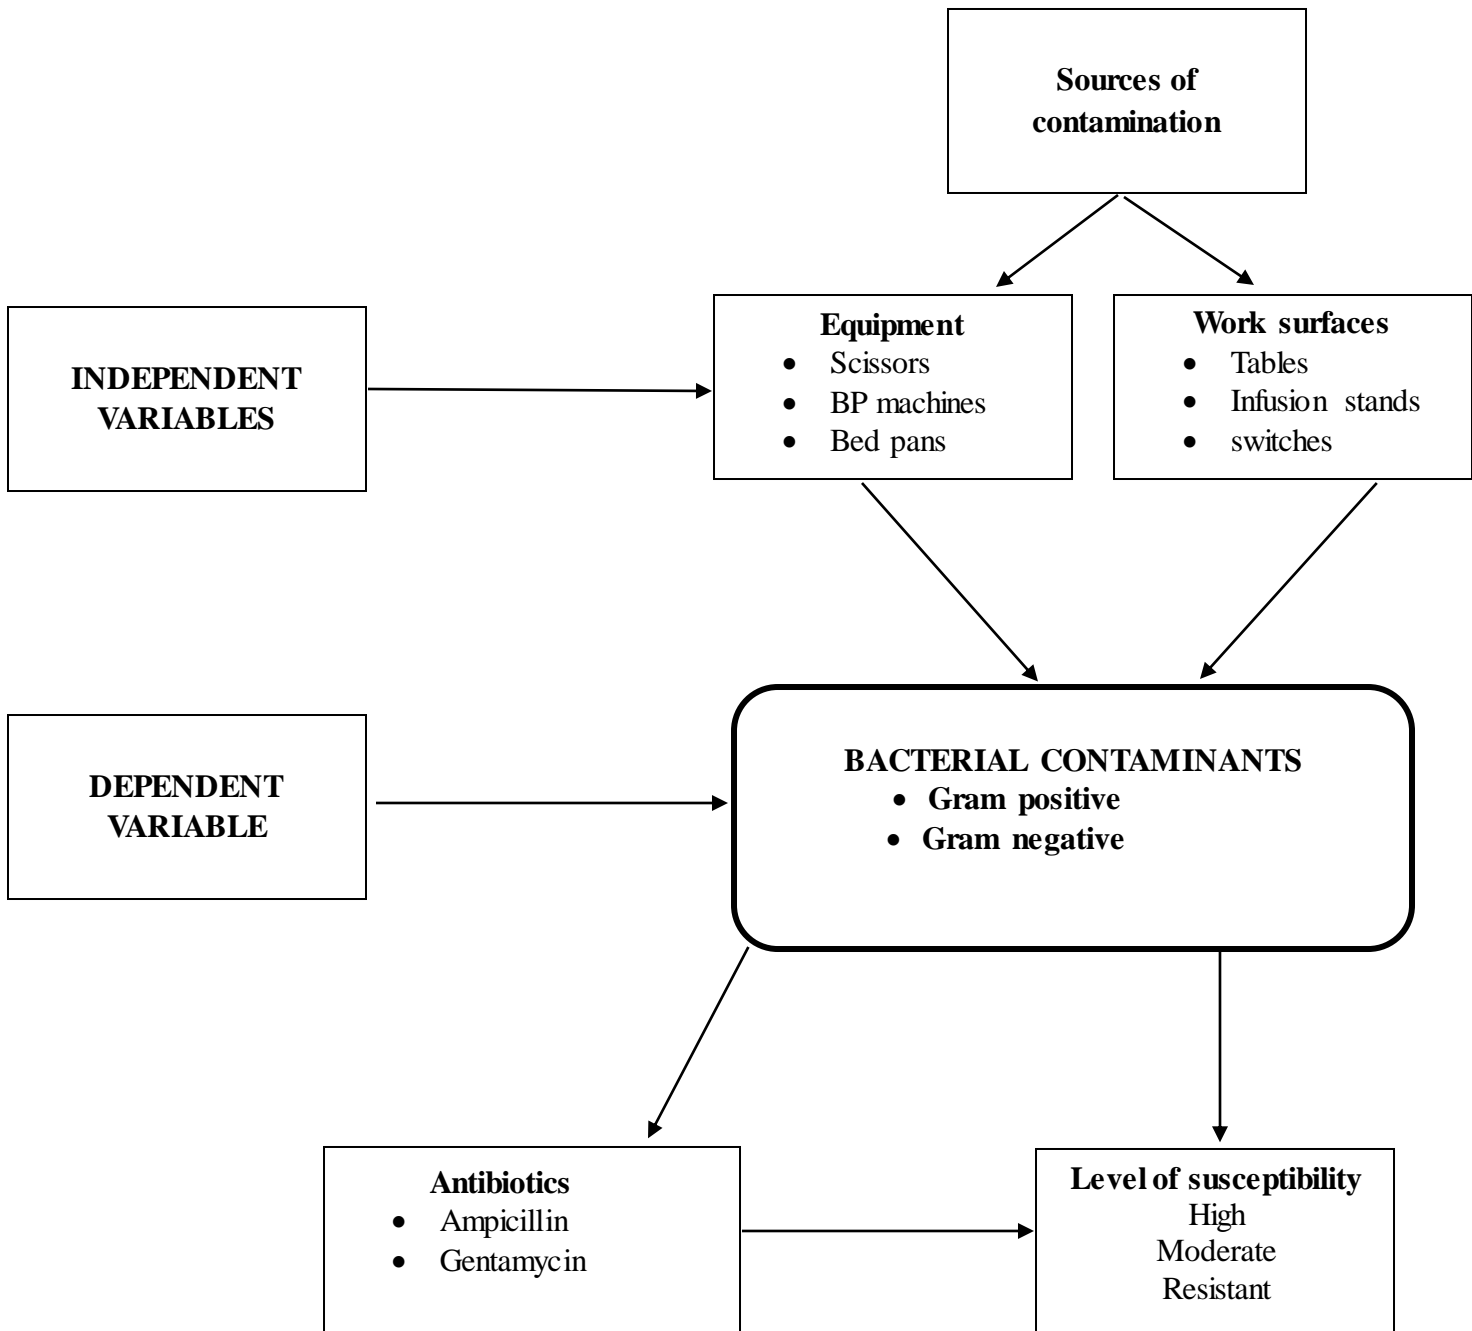 Sources of
contamination
INDEPENDENT
VARIABLES
Equipment
• Scissors
• BP machines
• Bed pans
Work surfaces
• Tables
• Infusion stands
• switches
DEPENDENT
VARIABLE
BACTERIAL CONTAMINANTS
• Gram positive
• Gram negative
Antibiotics
• Ampicillin
• Gentamycin
Level of susceptibility
High
Moderate
Resistant